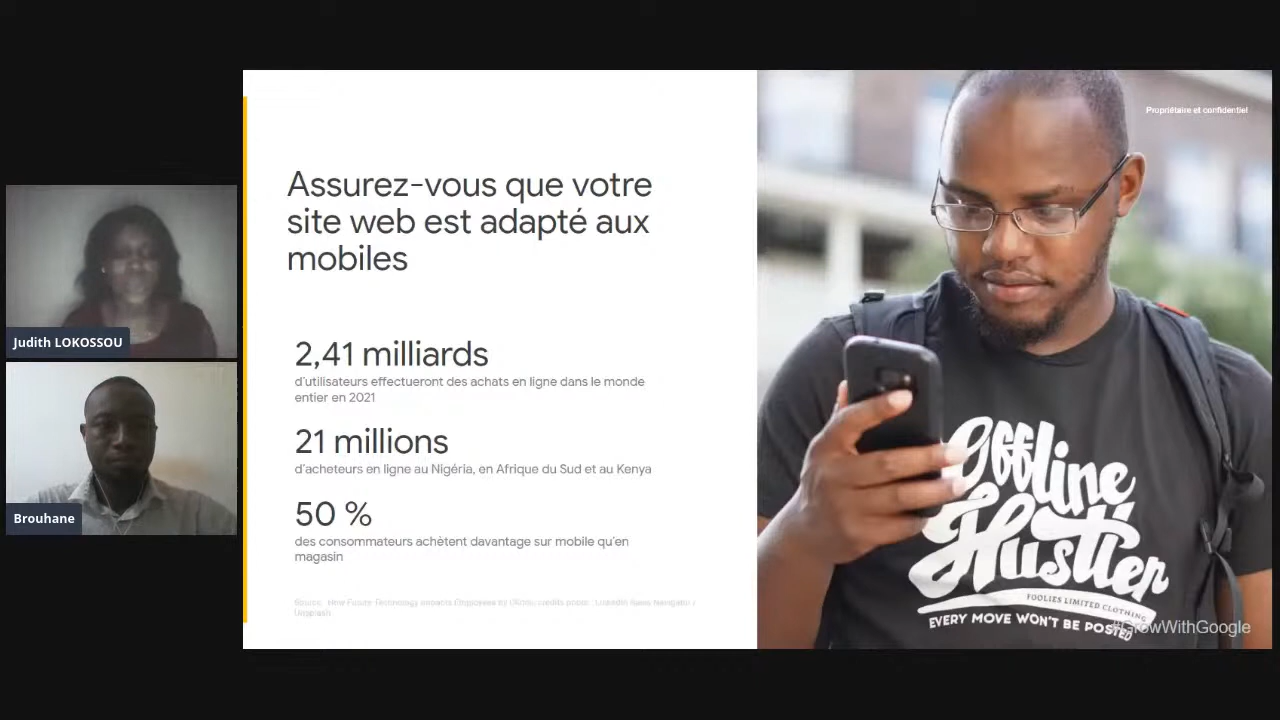 Propriétaire et confidentiel
Assurez-vous que votre
site web est adapté aux
mobiles
2,41 milliards
d'utilisateurs effectueront des achats en ligne dans le monde
entier en 2021
21 millions
d'acheteurs en ligne au Nigéria, en Afrique du Sud et au Kenya
50 %
des consommateurs achètent davantage sur mobile qu'en
magasin
Unsplash
Judith LOKOSSOU
Brouhane
Offline
Hustler
FOOLIES LIMITED CLOTHING
EVERY MOVE WON'T BE POSTED
#GrowWithGoogle